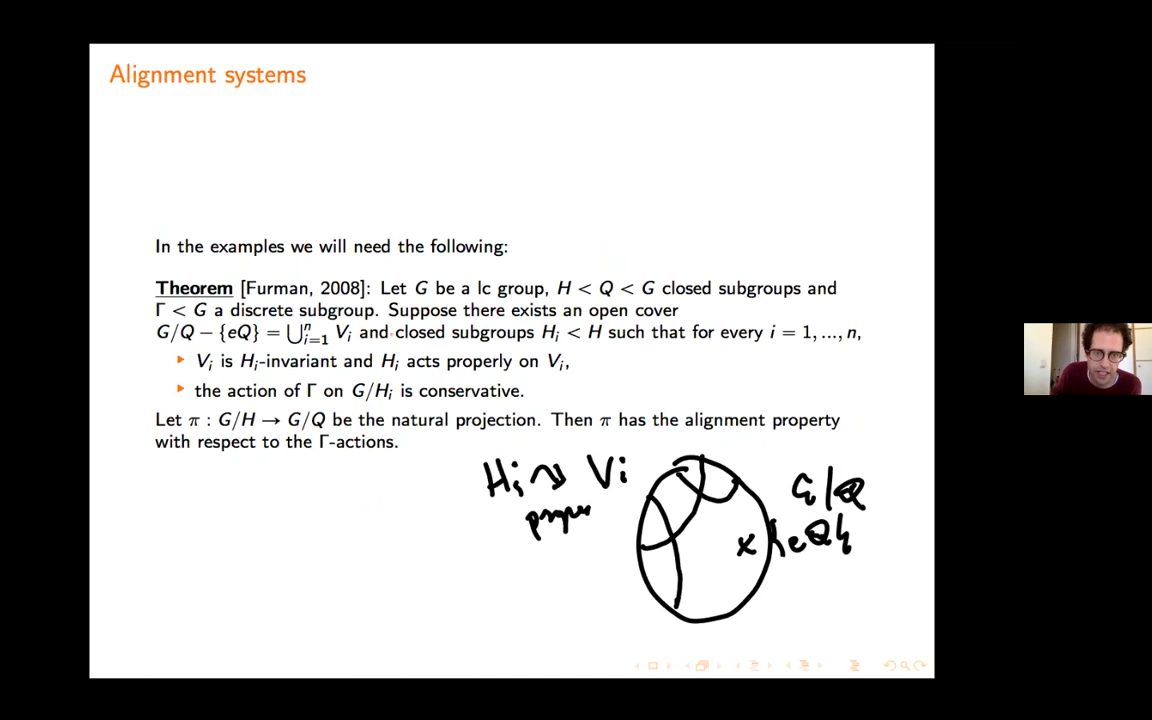 Alignment systems
In the examples we will need the following:
Theorem [Furman, 2008]: Let G be a lc group, H < Q < G closed subgroups and
Γ < G a discrete subgroup. Suppose there exists an open cover
G/Q − {eQ} = ⋃ⁿᵢ₌₁ Vᵢ and closed subgroups Hᵢ < H such that for every i = 1, ..., n,
▸ Vᵢ is Hᵢ-invariant and Hᵢ acts properly on Vᵢ,
▸ the action of Γ on G/Hᵢ is conservative.
Let π : G/H → G/Q be the natural projection. Then π has the alignment property
with respect to the Γ-actions.
Hᵢ ↷ Vᵢ
proper
G/Q
x {eQ}